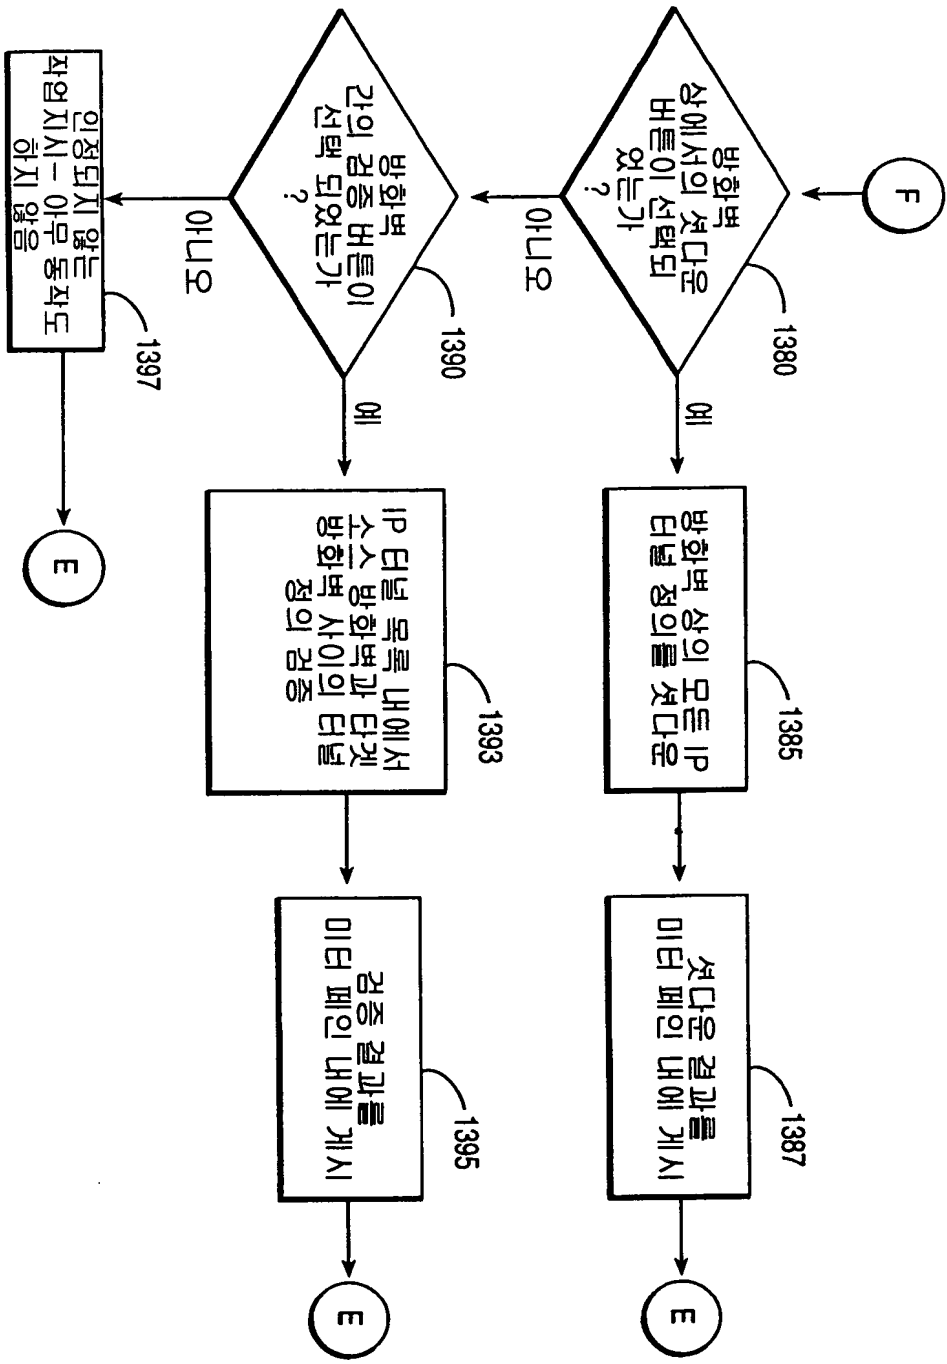 F
방화벽
상에서의 셧다운
버튼이 선택되
었는가
?
1380
예
방화벽 상의 모든 IP
터널 정의를 셧다운
1385
셧다운 결과를
미터 페인 내에 게시
1387
E
아니오
방화벽
간의 검증 버튼이
선택 되었는가
?
1390
예
IP 터널 목록 내에서
소스 방화벽과 타겟
방화벽 사이의 터널
정의 검증
1393
검증 결과를
미터 페인 내에 게시
1395
E
아니오
인정되지 않는
작업지시- 아무 동작도
하지 않음
1397
E